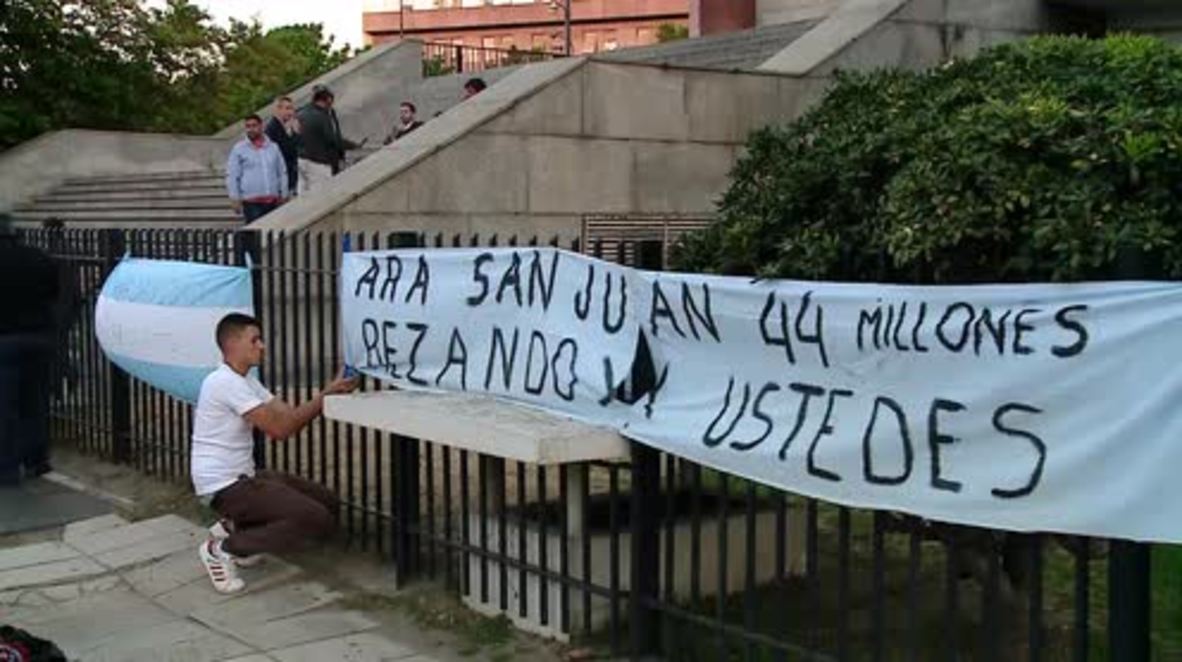 ARA SAN JUAN 44 MiLLONES
REZANDO y USTEDES